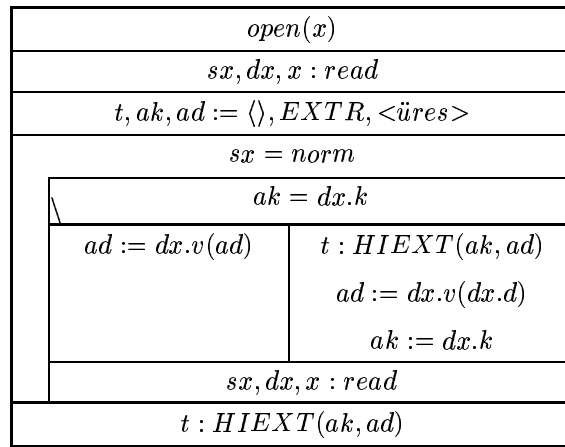 open(x)
sx, dx, x : read
t, ak, ad := ⟨⟩, EXTR, <üres>
sx = norm
ak = dx.k
ad := dx.v(ad)
t : HIEXT(ak, ad)
ad := dx.v(dx.d)
ak := dx.k
sx, dx, x : read
t : HIEXT(ak, ad)